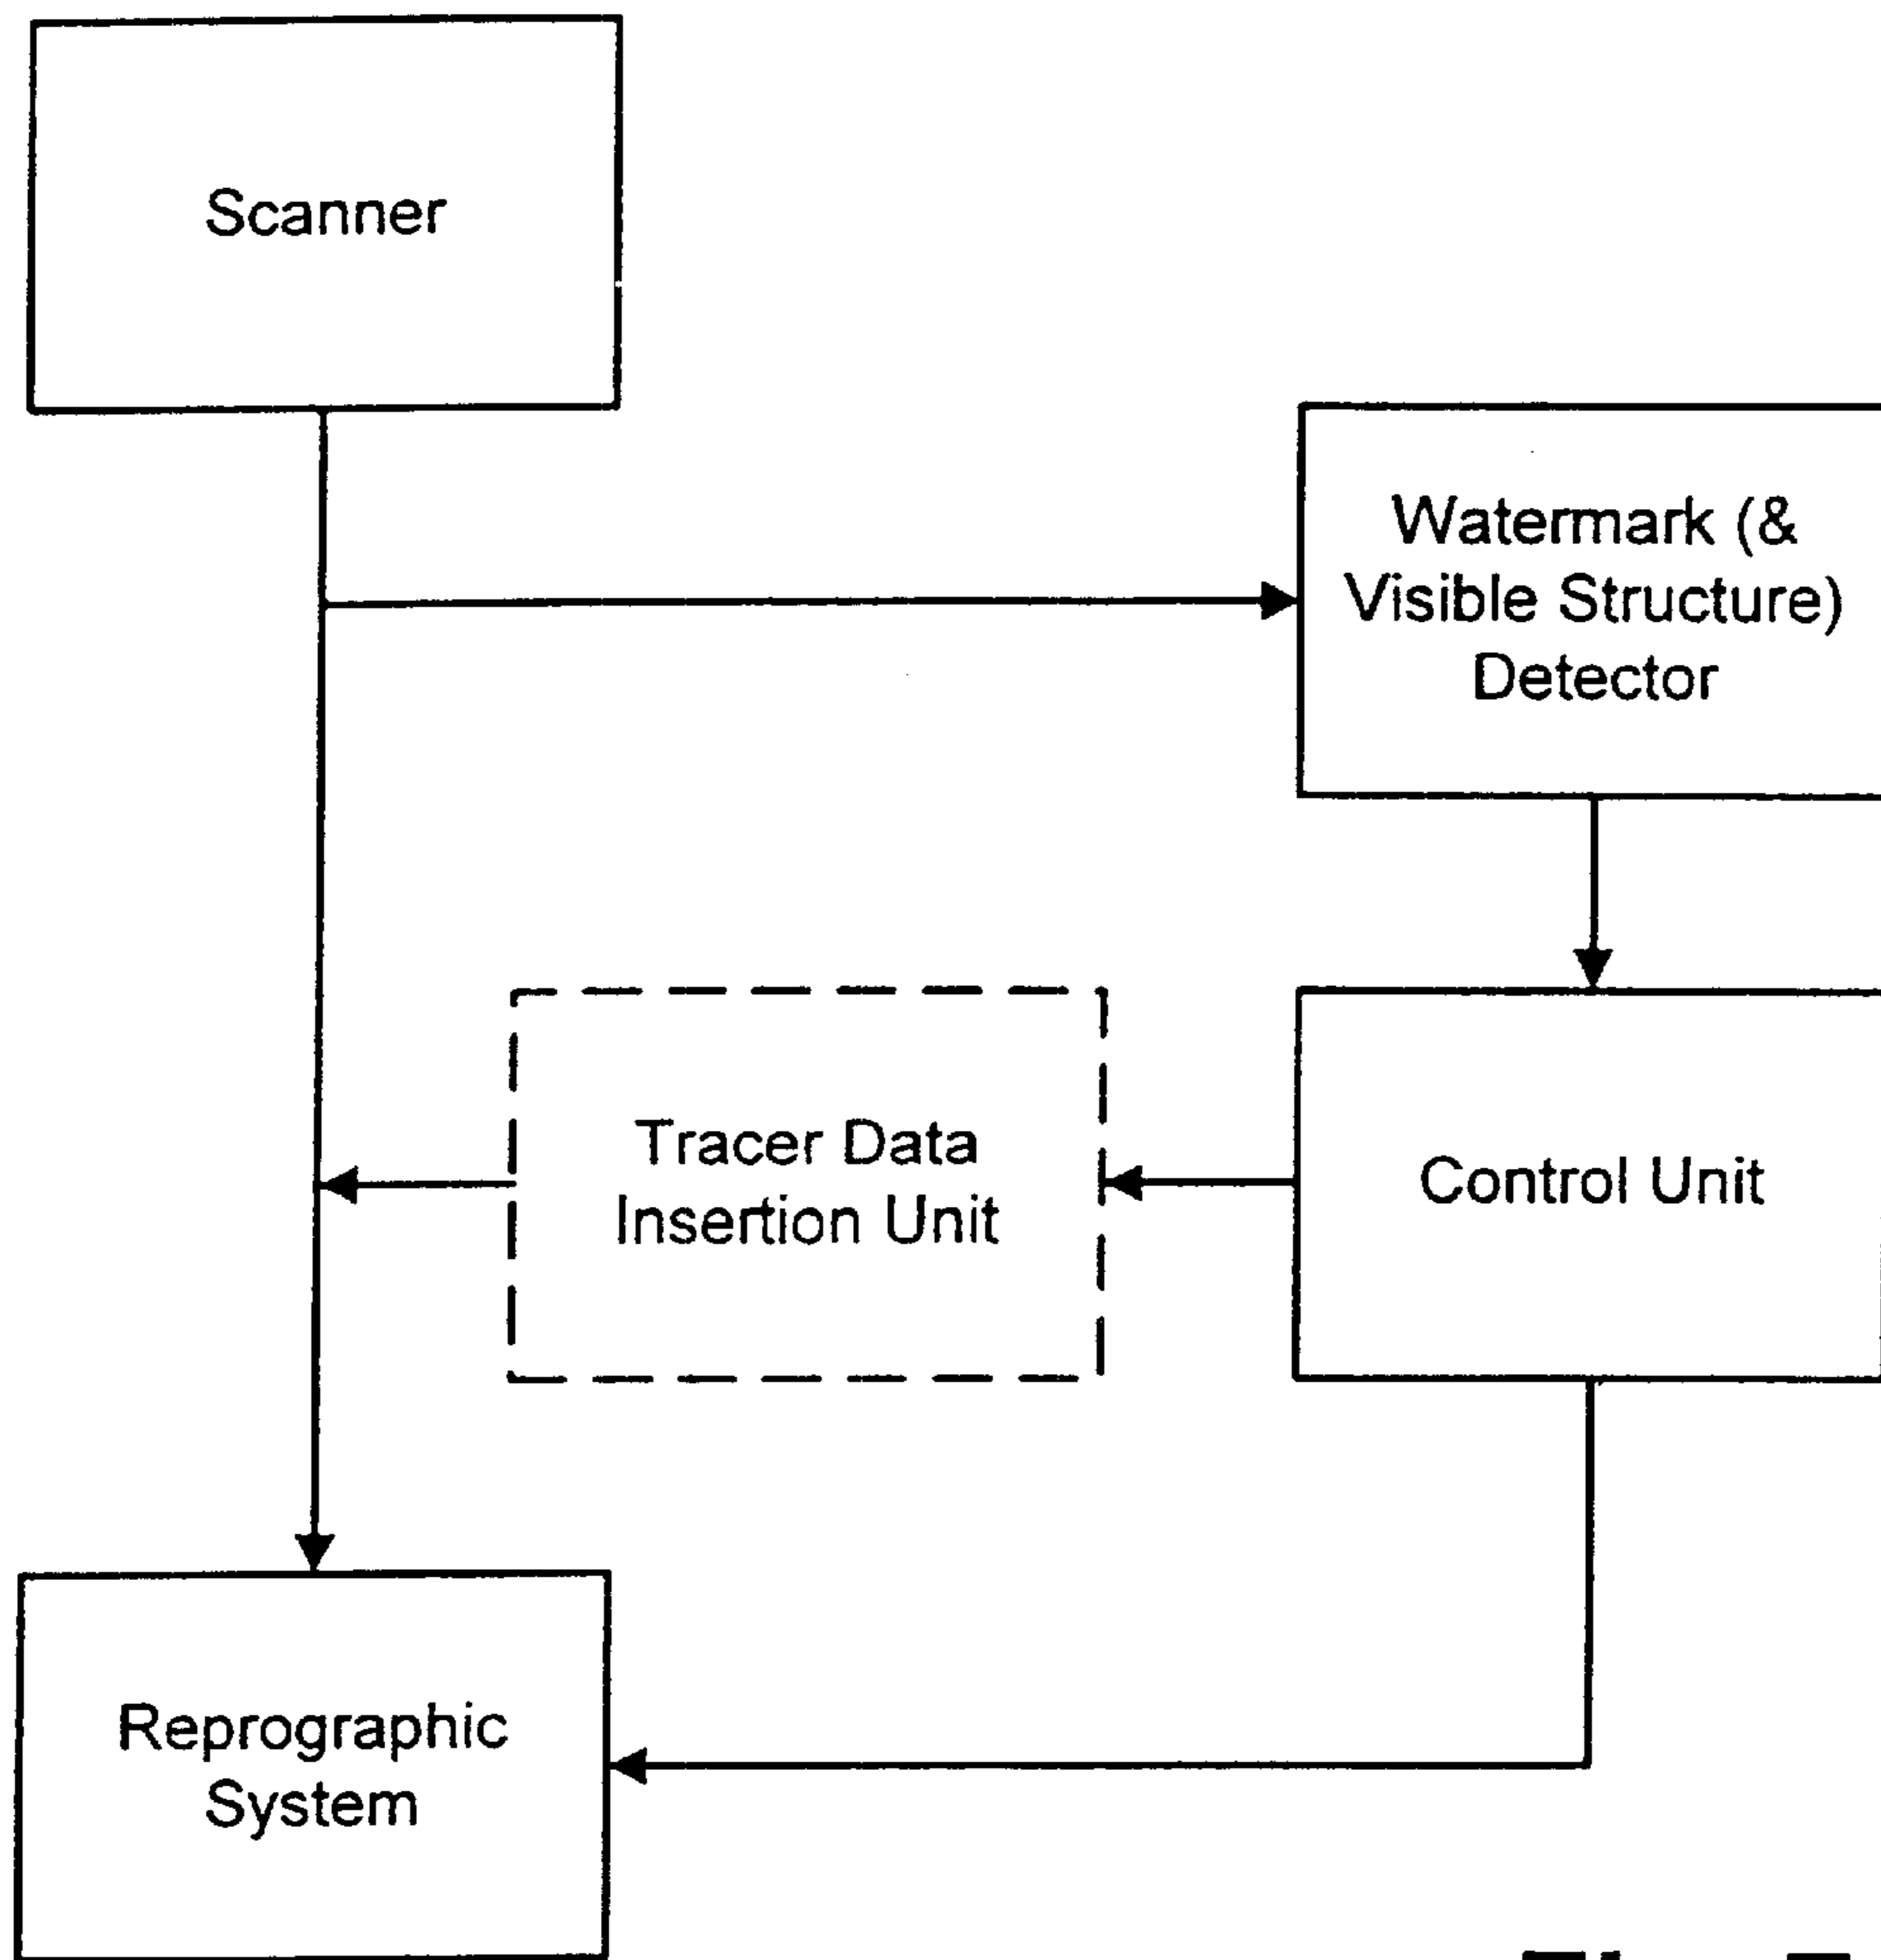 Scanner
Watermark (&
Visible Structure)
Detector
Tracer Data
Insertion Unit
Control Unit
Reprographic
System